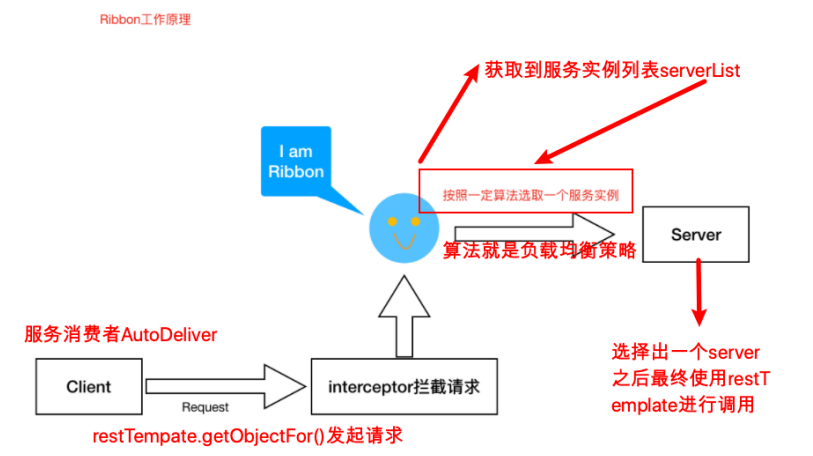 Ribbon工作原理
获取到服务实例列表serverList
I am
Ribbon
按照一定算法选取一个服务实例
Server
算法就是负载均衡策略
服务消费者AutoDeliver
选择出一个server
之后最终使用restT
emplate进行调用
Client
Request
interceptor拦截请求
restTempate.getObjectFor()发起请求